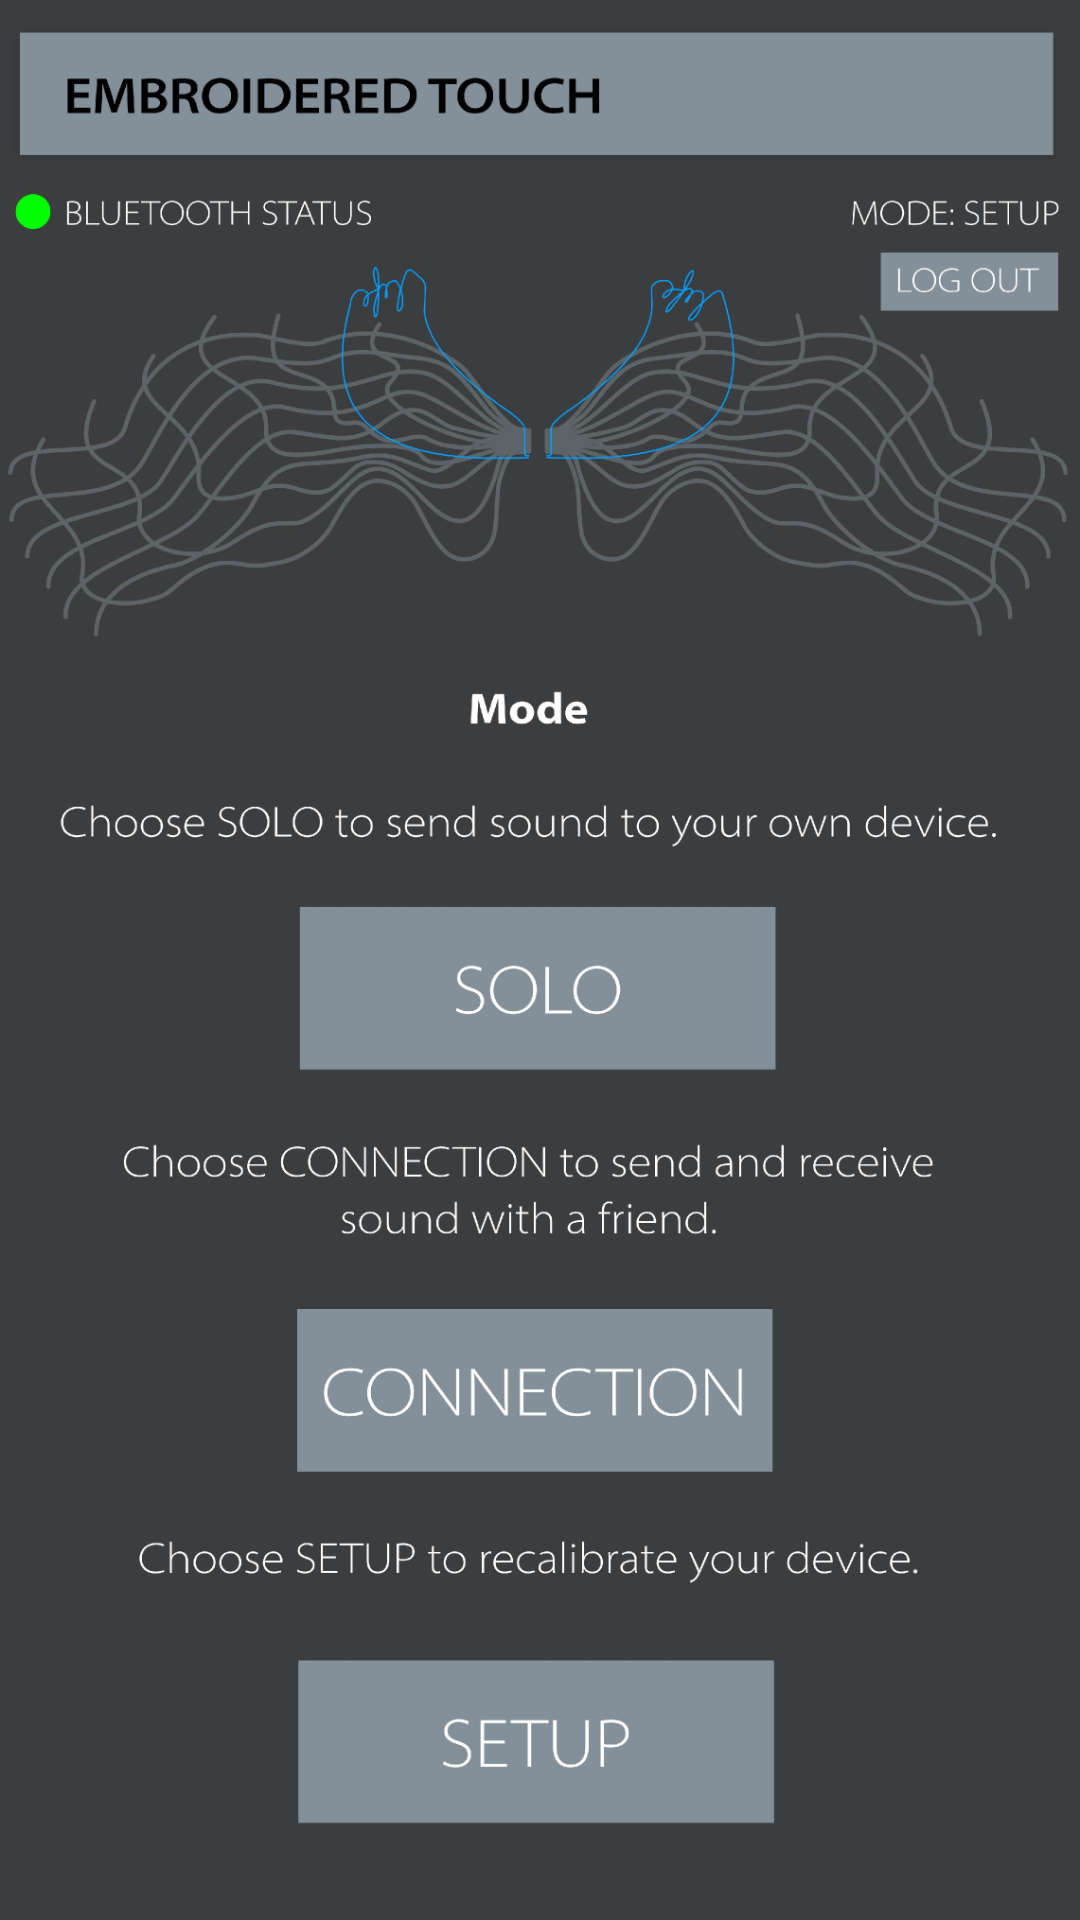 EMBROIDERED TOUCH
BLUETOOTH STATUS
MODE: SETUP
LOG OUT
Mode
Choose SOLO to send sound to your own device.
SOLO
Choose CONNECTION to send and receive
sound with a friend.
CONNECTION
Choose SETUP to recalibrate your device.
SETUP